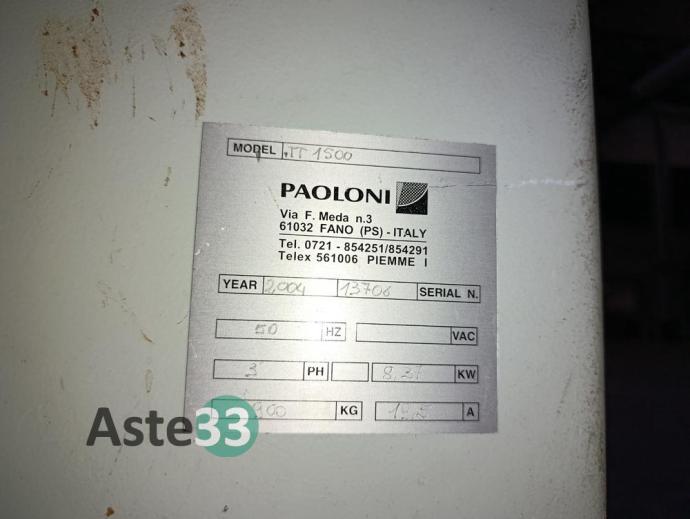 MODEL TT 1500
PAOLONI
Via F. Meda n.3
61032 FANO (PS) - ITALY
Tel. 0721 - 854251/854291
Telex 561006 PIEMME I
YEAR 2004 13706 SERIAL N.
50 HZ VAC
3 PH KW
KG A
Aste33